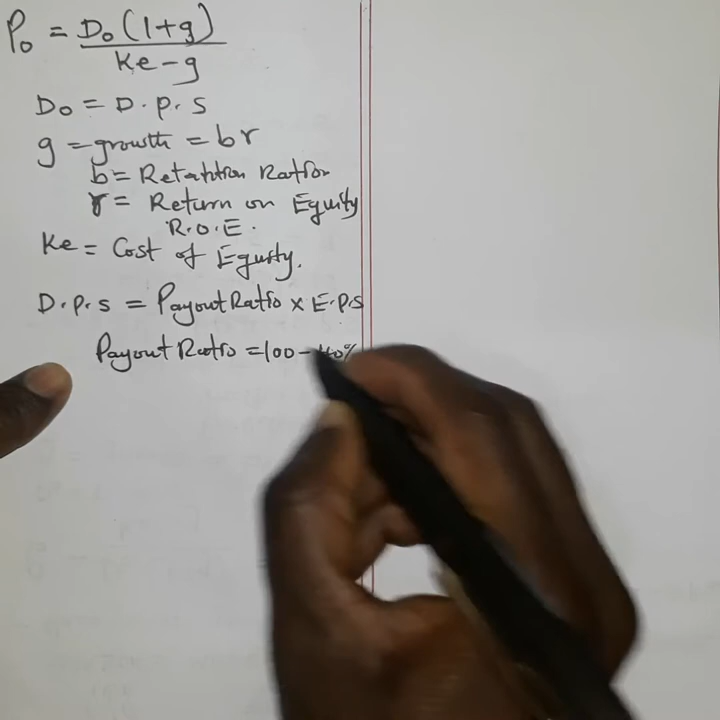 P₀ = D₀(1+g)
Ke-g
D₀ = D.P.S
g = growth = br
b = Retention Ratio
r = Return on Equity
R.O.E.
Ke = Cost of Equity.
D.P.S = Payout Ratio × E.P.S
Payout Ratio = 100 - 40%